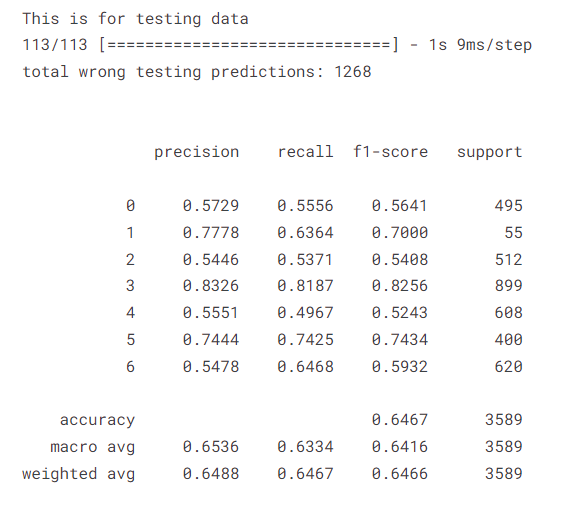 This is for testing data
113/113 [==============================] - 1s 9ms/step
total wrong testing predictions: 1268
precision recall f1-score support
0 0.5729 0.5556 0.5641 495
1 0.7778 0.6364 0.7000 55
2 0.5446 0.5371 0.5408 512
3 0.8326 0.8187 0.8256 899
4 0.5551 0.4967 0.5243 608
5 0.7444 0.7425 0.7434 400
6 0.5478 0.6468 0.5932 620
accuracy 0.6467 3589
macro avg 0.6536 0.6334 0.6416 3589
weighted avg 0.6488 0.6467 0.6466 3589